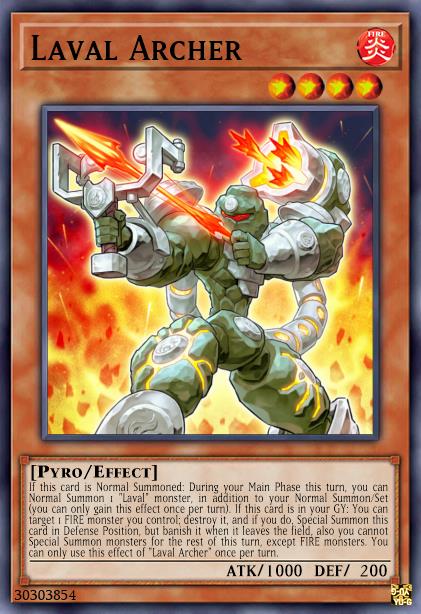 LAVAL ARCHER
FIRE
炎
[PYRO/EFFECT]
If this card is Normal Summoned: During your Main Phase this turn, you can
Normal Summon 1 "Laval" monster, in addition to your Normal Summon/Set
(you can only gain this effect once per turn). If this card is in your GY: You can
target 1 FIRE monster you control; destroy it, and if you do, Special Summon this
card in Defense Position, but banish it when it leaves the field, also you cannot
Special Summon monsters for the rest of this turn, except FIRE monsters. You
can only use this effect of "Laval Archer" once per turn.
ATK/1000 DEF/ 200
30303854